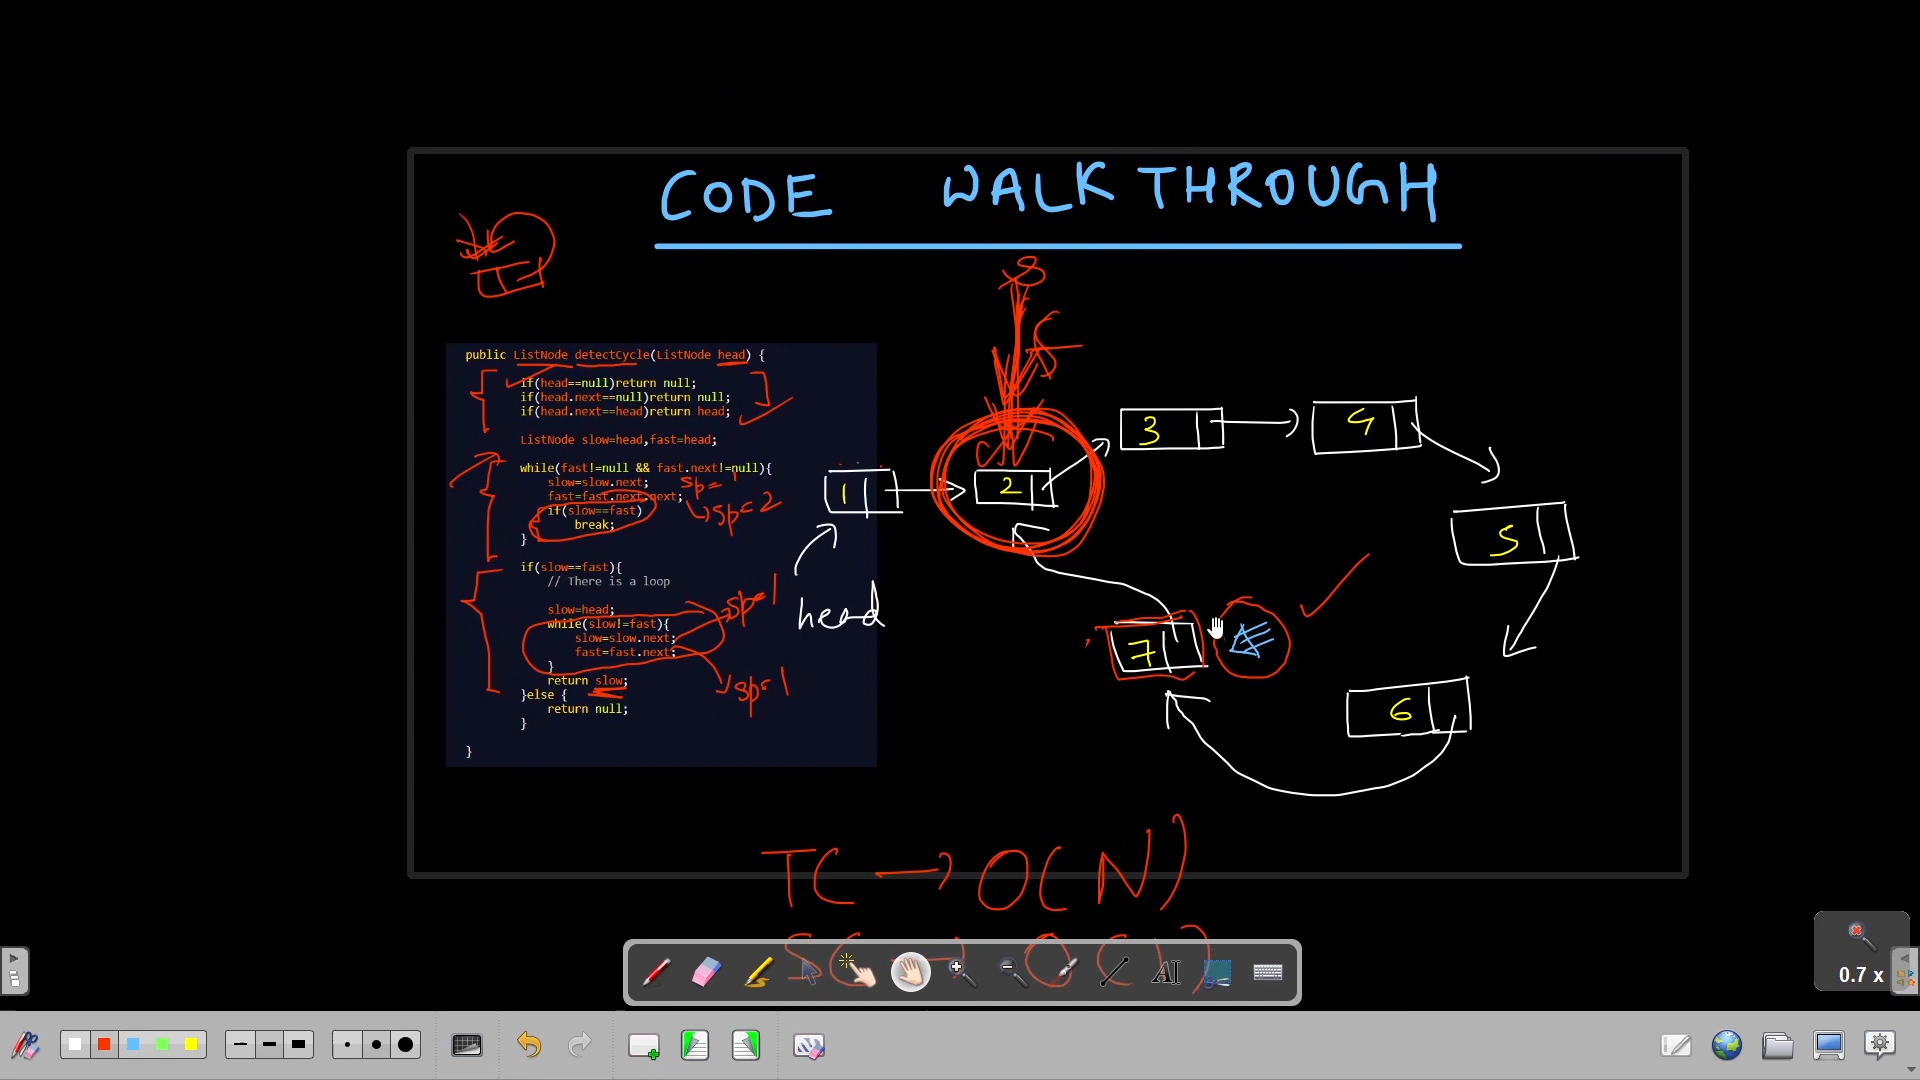 CODE WALKTHROUGH
public ListNode detectCycle(ListNode head) {
if(head==null)return null;
if(head.next==null)return null;
if(head.next==head)return head;
ListNode slow=head,fast=head;
while(fast!=null && fast.next!=null){
slow=slow.next; sp=1
fast=fast.next.next; sp=2
if(slow==fast)
break;
}
if(slow==fast){
// There is a loop
slow=head;
while(slow!=fast){
slow=slow.next; sp=1
fast=fast.next; sp=1
}
return slow;
}else {
return null;
}
}
S
1
2
3
4
5
6
7
head
TC → O(N)
SC → O(1)
AI
0.7 x